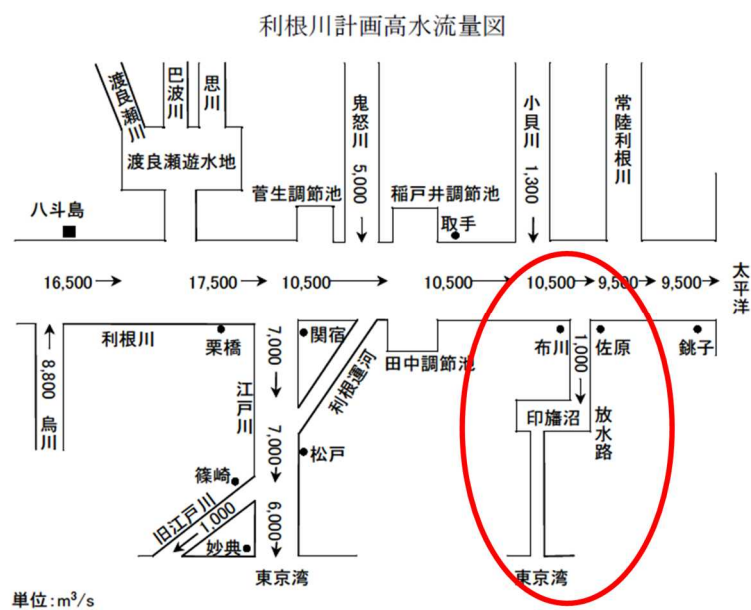 利根川計画高水流量図
渡良瀬川
巴波川
思川
鬼怒川
5,000
小貝川
1,300
常陸利根川
渡良瀬遊水地
菅生調節池
稲戸井調節池
八斗島
取手
16,500
17,500
10,500
10,500
10,500
9,500
9,500
太平洋
利根川
栗橋
7,000
関宿
利根運河
田中調節池
布川
1,000
佐原
銚子
8,800
烏川
江戸川
印旛沼
放水路
7,000
松戸
篠崎
旧江戸川
1,000
6,000
妙典
東京湾
東京湾
単位:m³/s